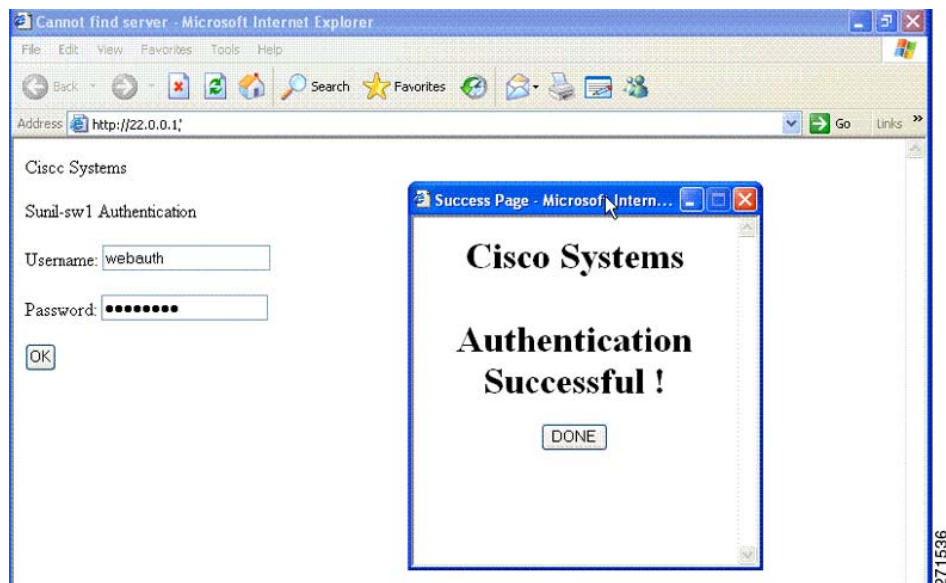 Cannot find server - Microsoft Internet Explorer
File Edit View Favorites Tools Help
Back Search Favorites
Address http://22.0.0.1; Go Links »
Ciscc Systems
Sunil-sw1 Authentication
Username: webauth
Password: ●●●●●●●●
OK
Success Page - Microsoft Intern...
Cisco Systems
Authentication
Successful !
DONE
271536